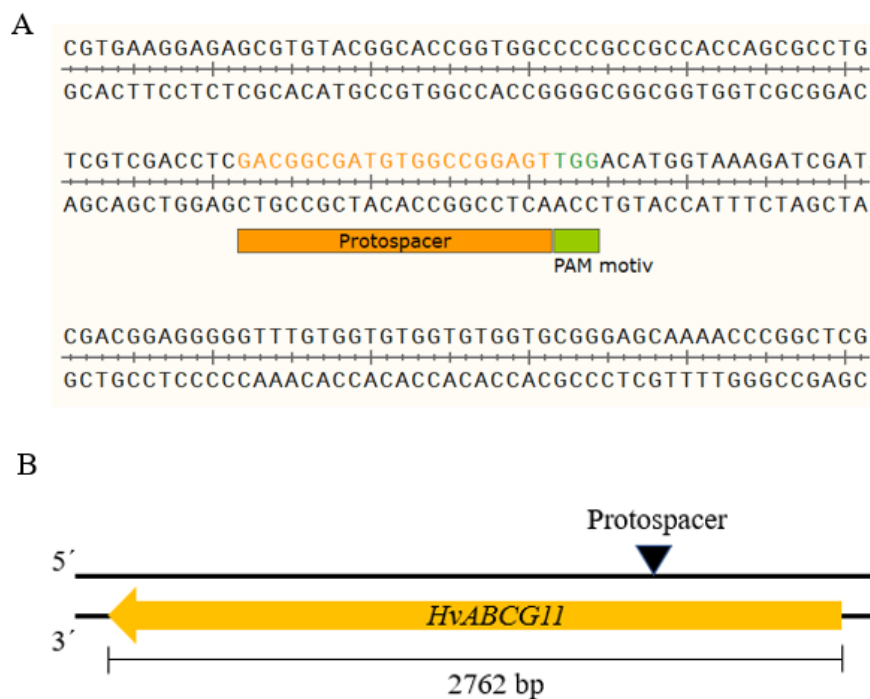 A
CGTGAAGGAGAGCGTGTACGGCACCGGTGGCCCCGCCGCCACCAGCGCCTG
GCACTTCCTCTCGCACATGCCGTGGCCACCGGGGCGGCGGTGGTCGCGGAC
TCGTCGACCTCGACGGCGATGTGGCCGGAGTTGGACATGGTAAAGATCGAT
AGCAGCTGGAGCTGCCGCTACACCGGCCTCAACCTGTACCATTTCTAGCTA
Protospacer
PAM motiv
CGACGGAGGGGGTTTGTGGTGTGGTGTGGTGCGGGAGCAAAACCCGGCTCG
GCTGCCTCCCCCAAACACCACACCACACCACGCCCTCGTTTTGGGCCGAGC
B
Protospacer
5´
HvABCG11
3´
2762 bp